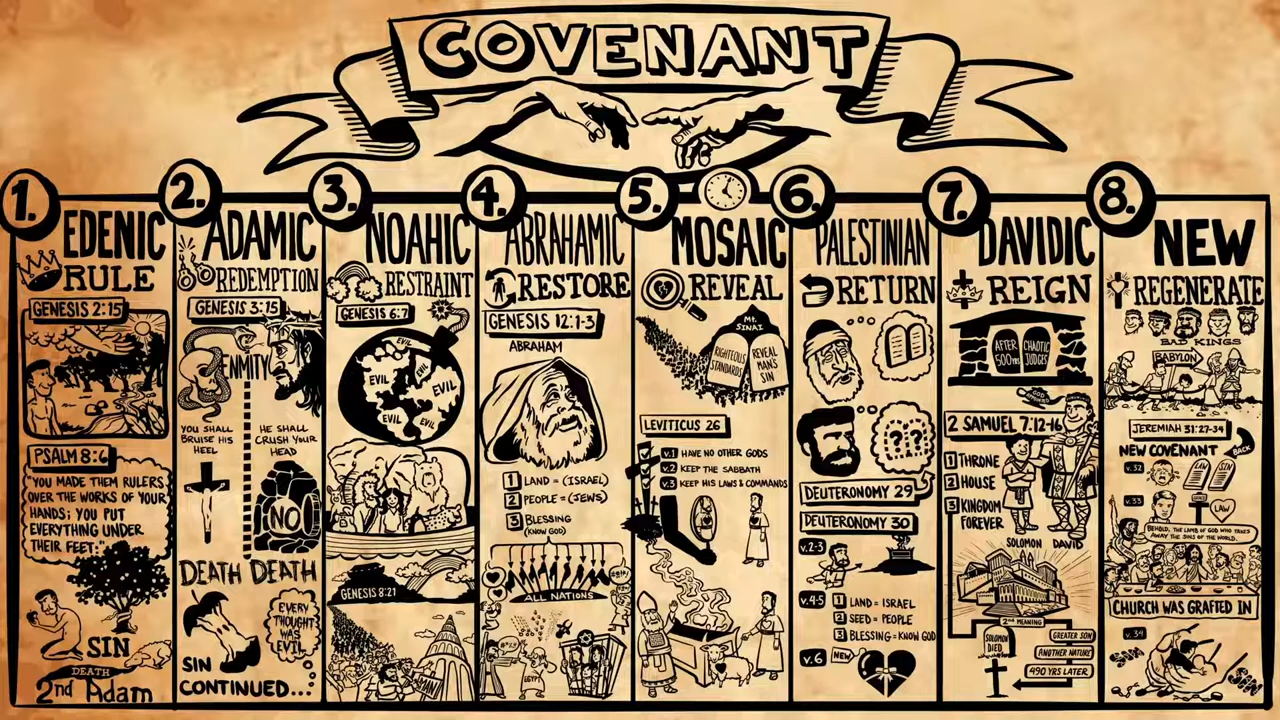 COVENANT
1.
EDENIC
RULE
GENESIS 2:15
PSALM 8:6
"YOU MADE THEM RULERS
OVER THE WORKS OF YOUR
HANDS; YOU PUT
EVERYTHING UNDER
THEIR FEET:"
SIN
DEATH
2nd Adam
2.
ADAMIC
REDEMPTION
GENESIS 3:15
ENMITY
YOU SHALL
BRUISE HIS
HEEL
HE SHALL
CRUSH YOUR
HEAD
NO!
DEATH DEATH
EVERY
THOUGHT
WAS
EVIL
SIN
CONTINUED...
3.
NOAHIC
RESTRAINT
GENESIS 6:7
EVIL
EVIL
EVIL
EVIL
EVIL
EVIL
GENESIS 8:21
MAN
4.
ABRAHAMIC
RESTORE
GENESIS 12:1-3
ABRAHAM
1 LAND = (ISRAEL)
2 PEOPLE = (JEWS)
3 BLESSING
(KNOW GOD)
ALL NATIONS
EGYPT
5.
MOSAIC
REVEAL
Mt.
SINAI
RIGHTEOUS
STANDARDS
REVEAL
MAN'S
SIN
LEVITICUS 26
V.1 HAVE NO OTHER GODS
V.2 KEEP THE SABBATH
V.3 KEEP HIS LAWS & COMMANDS
6.
PALESTINIAN
RETURN
? ? ?
DEUTERONOMY 29
DEUTERONOMY 30
V.2-3
V.4-5
1 LAND = ISRAEL
2 SEED = PEOPLE
3 BLESSING = KNOW GOD
V.6 NEW
7.
DAVIDIC
REIGN
AFTER
500 YRS
CHAOTIC
JUDGES
GOD
2 SAMUEL 7:12-16
1 THRONE
2 HOUSE
3 KINGDOM
FOREVER
SOLOMON DAVID
2ND MEANING
SOLOMON
DIED
GREATER SON
ANOTHER NATURE
490 YRS LATER
8.
NEW
REGENERATE
BAD KINGS
BABYLON
JEREMIAH 31:27-34
NEW COVENANT
BACK
V.32
LAW
SIN
V.33
LAW
BEHOLD, THE LAMB OF GOD WHO TAKES
AWAY THE SINS OF THE WORLD.
CHURCH WAS GRAFTED IN
V.34
SIN
SIN